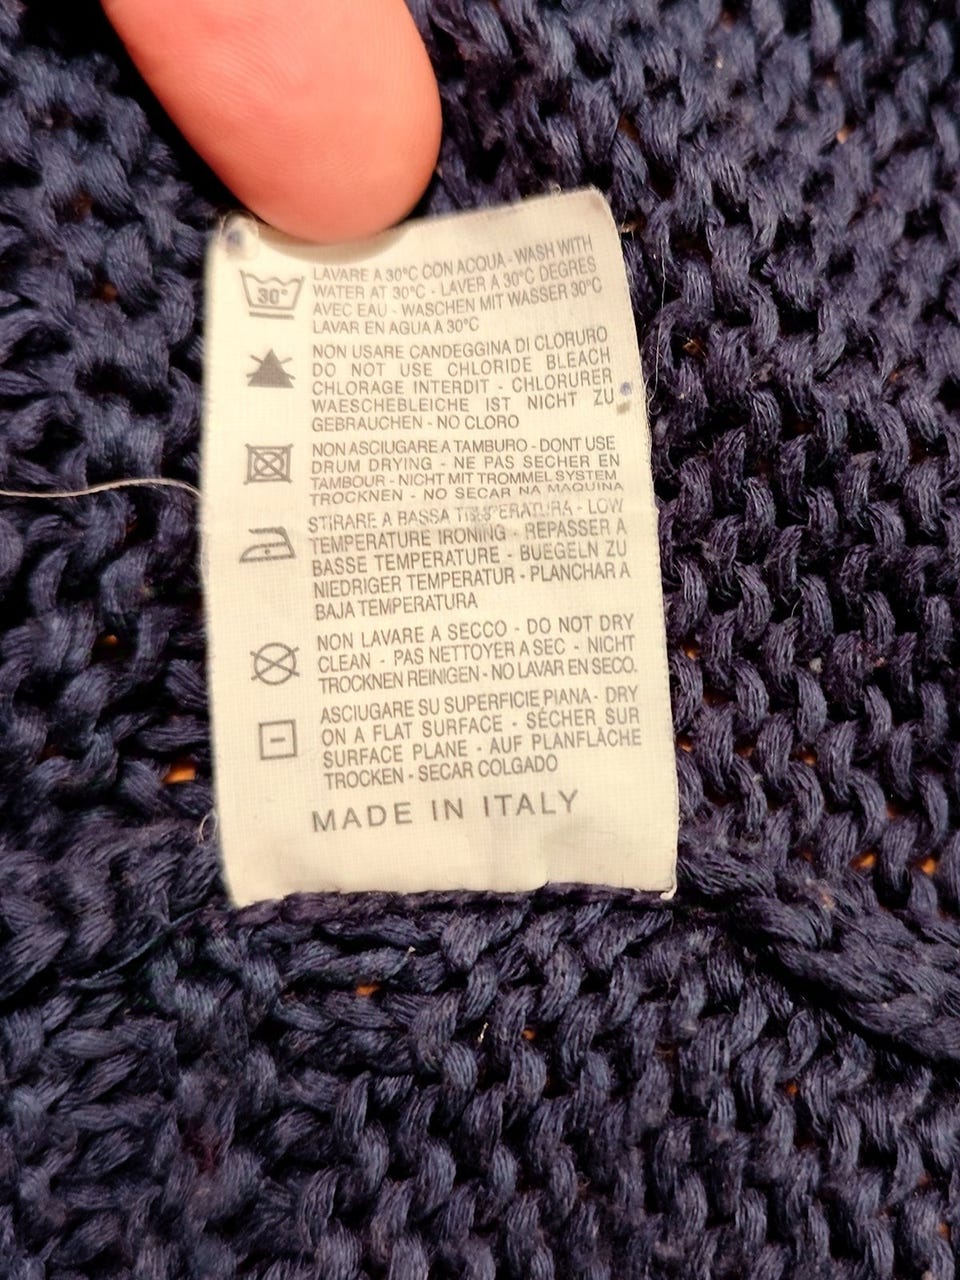 30°
LAVARE A 30°C CON ACQUA - WASH WITH
WATER AT 30°C - LAVER A 30°C DEGRES
AVEC EAU - WASCHEN MIT WASSER 30°C
LAVAR EN AGUA A 30°C
NON USARE CANDEGGINA DI CLORURO
DO NOT USE CHLORIDE BLEACH
CHLORAGE INTERDIT - CHLORURER
WAESCHEBLEICHE IST NICHT ZU
GEBRAUCHEN - NO CLORO
NON ASCIUGARE A TAMBURO - DONT USE
DRUM DRYING - NE PAS SECHER EN
TAMBOUR - NICHT MIT TROMMEL SYSTEM
TROCKNEN - NO SECAR NA MAQUINA
STIRARE A BASSA TEMPERATURA - LOW
TEMPERATURE IRONING - REPASSER A
BASSE TEMPERATURE - BUEGELN ZU
NIEDRIGER TEMPERATUR - PLANCHAR A
BAJA TEMPERATURA
NON LAVARE A SECCO - DO NOT DRY
CLEAN - PAS NETTOYER A SEC - NICHT
TROCKNEN REINIGEN - NO LAVAR EN SECO.
ASCIUGARE SU SUPERFICIE PIANA - DRY
ON A FLAT SURFACE - SÉCHER SUR
SURFACE PLANE - AUF PLANFLÄCHE
TROCKEN - SECAR COLGADO
MADE IN ITALY